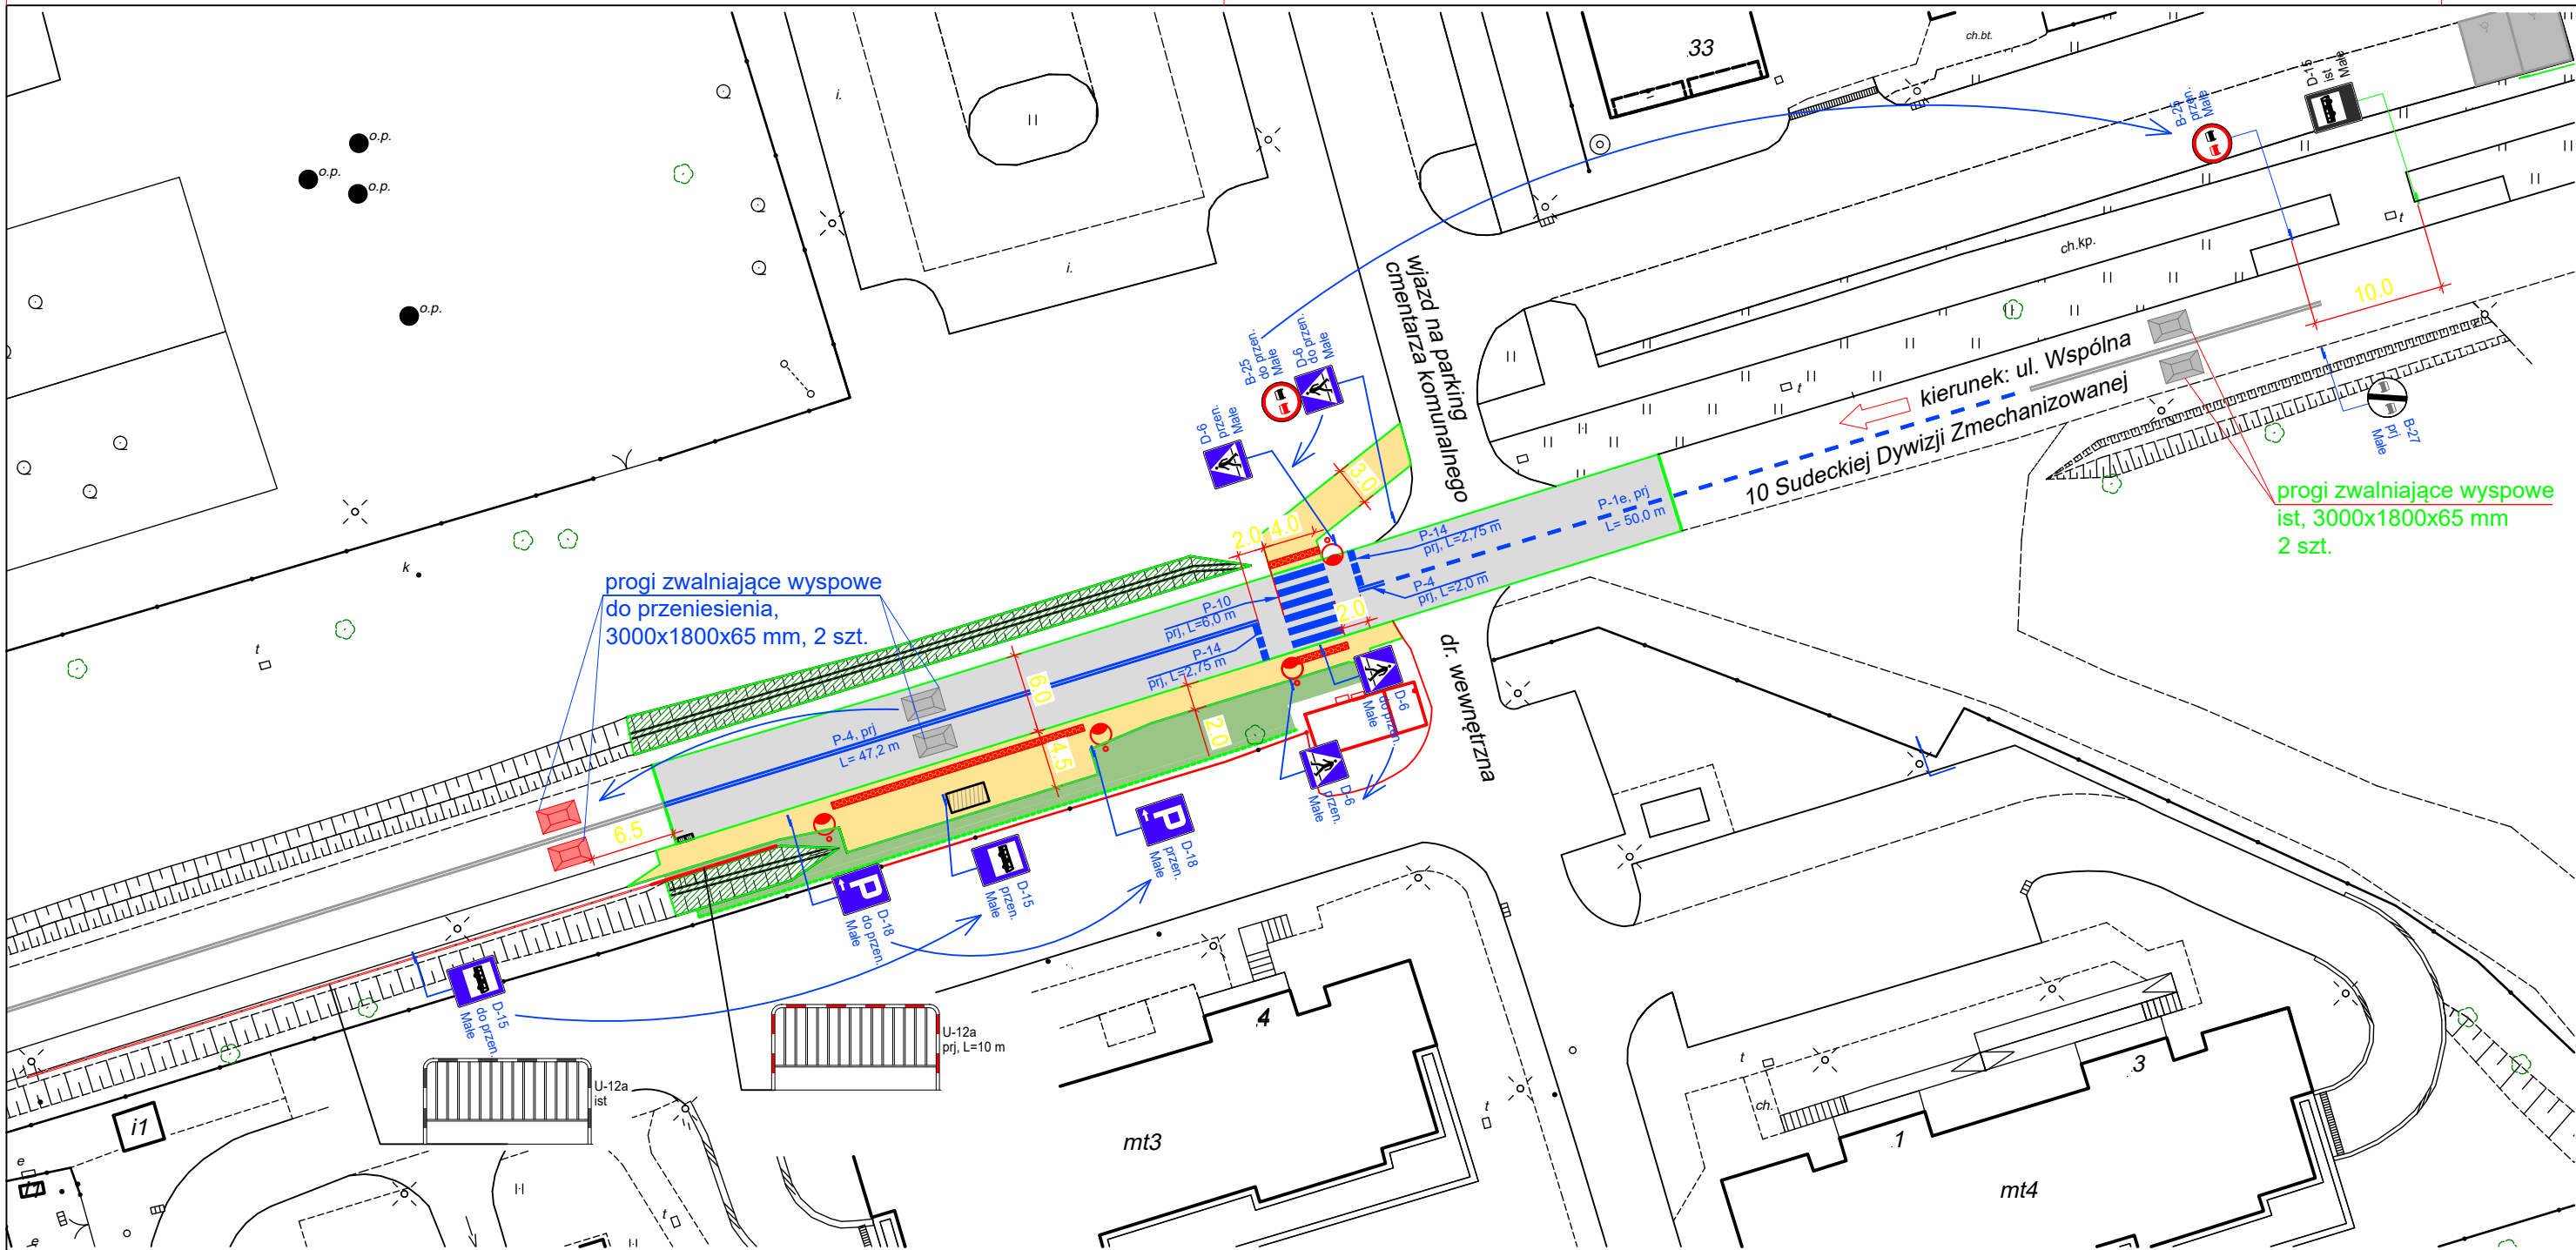 33
ch.bt.
D-15
ist
Małe
B-25
przen.
Małe
i.
o.p.
o.p.
o.p.
o.p.
i.
wjazd na parking
cmentarza komunalnego
ch.kp.
t
10.0
t
kierunek: ul. Wspólna
10 Sudeckiej Dywizji Zmechanizowanej
B-27
prj
Małe
progi zwalniające wyspowe
ist, 3000x1800x65 mm
2 szt.
B-25
do przen.
Małe
D-6
do przen.
Małe
D-6
przen.
Małe
3.0
2.0
4.0
P-14
prj, L=2,75 m
P-1e, prj
L= 50,0 m
P-4
prj, L=2,0 m
2.0
P-10
prj, L=6,0 m
P-14
prj, L=2,75 m
k
t
progi zwalniające wyspowe
do przeniesienia,
3000x1800x65 mm, 2 szt.
6.0
P-4, prj
L= 47,2 m
4.5
2.0
6.5
dr. wewnętrzna
D-6
do przen.
Małe
D-6
przen.
Małe
P
D-18
przen.
Małe
D-15
przen.
Małe
P
D-18
do przen.
Małe
D-15
do przen.
Małe
U-12a
prj, L=10 m
U-12a
ist
i1
e
e
t
4
mt3
t
t
ch.
3
1
mt4